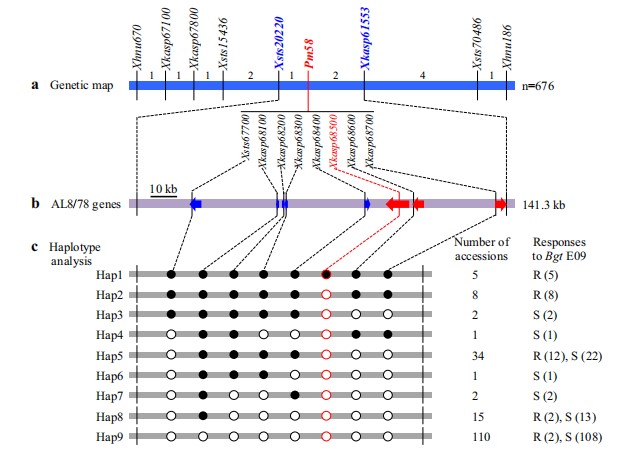 Xhnu670
Xkasp67100
Xkasp67800
Xsts15436
Xsts20220
Pm58
Xkasp61553
Xsts70486
Xhnu186
1 1 1 2 1 2 4 1
a Genetic map n=676
Xsts67700
Xkasp68100
Xkasp68200
Xkasp68300
Xkasp68400
Xkasp68500
Xkasp68600
Xkasp68700
10 kb
b AL8/78 genes 141.3 kb
c Haplotype analysis
Number of accessions
Responses to Bgt E09
Hap1 5 R (5)
Hap2 8 R (8)
Hap3 2 S (2)
Hap4 1 S (1)
Hap5 34 R (12), S (22)
Hap6 1 S (1)
Hap7 2 S (2)
Hap8 15 R (2), S (13)
Hap9 110 R (2), S (108)